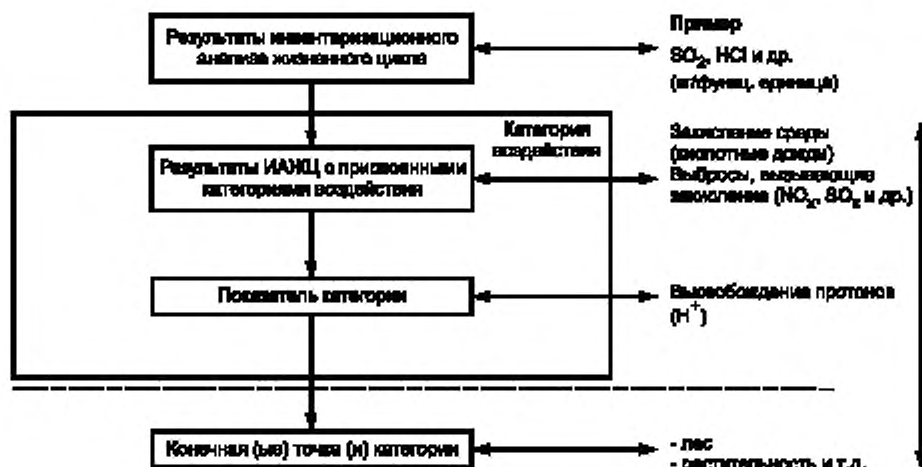 Результаты инвентаризационного
анализа жизненного цикла
Пример
SO2, HCl и др.
(кг/функц. единица)
Категория
воздействия
Результаты ИАЖЦ с присвоенными
категориями воздействия
Закисление среды
(кислотные дожди)
Выбросы, вызывающие
закисление (NOx, SOx и др.)
Показатель категории
Высвобождение протонов
(H+)
Конечная (ые) точка (и) категории
- лес
- растительность и т.д.